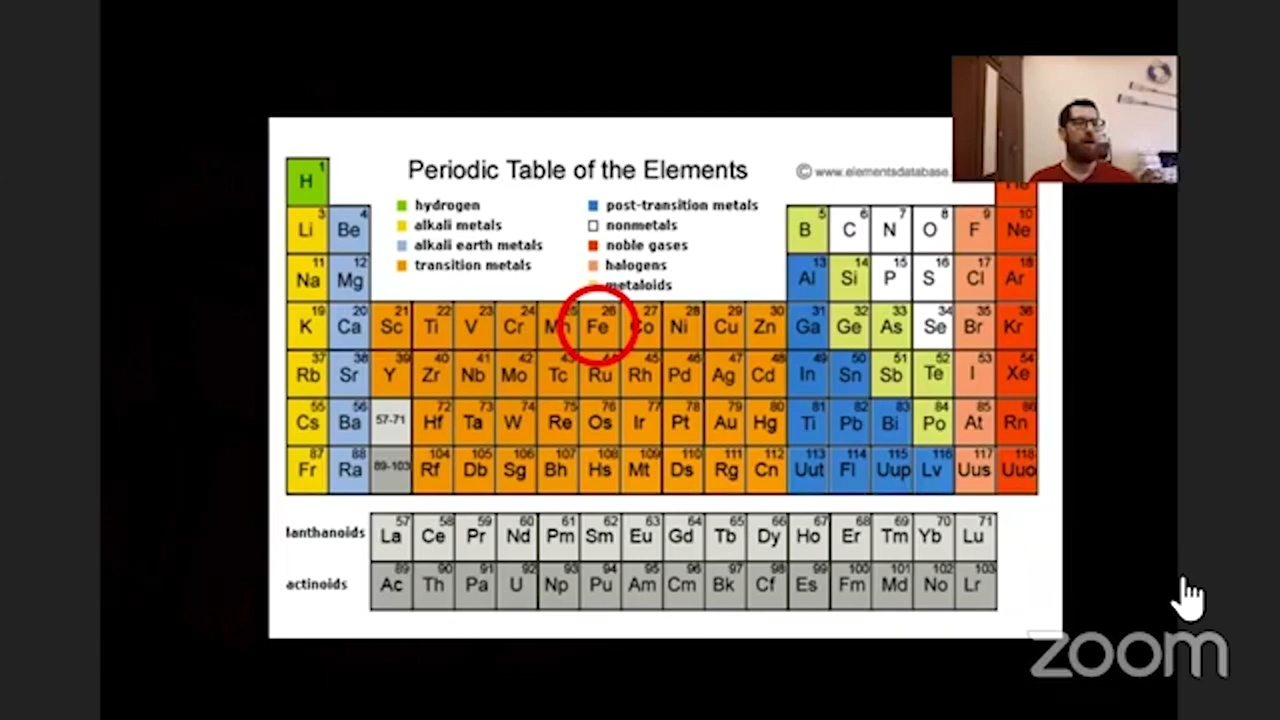 Periodic Table of the Elements
©www.elementsdatabase.
hydrogen
alkali metals
alkali earth metals
transition metals
post-transition metals
nonmetals
noble gases
halogens
metaloids
1 H He
3 Li 4 Be 5 B 6 C 7 N 8 O 9 F 10 Ne
11 Na 12 Mg 13 Al 14 Si 15 P 16 S 17 Cl 18 Ar
19 K 20 Ca 21 Sc 22 Ti 23 V 24 Cr 25 Mn 26 Fe 27 Co 28 Ni 29 Cu 30 Zn 31 Ga 32 Ge 33 As 34 Se 35 Br 36 Kr
37 Rb 38 Sr 39 Y 40 Zr 41 Nb 42 Mo 43 Tc 44 Ru 45 Rh 46 Pd 47 Ag 48 Cd 49 In 50 Sn 51 Sb 52 Te 53 I 54 Xe
55 Cs 56 Ba 57-71 72 Hf 73 Ta 74 W 75 Re 76 Os 77 Ir 78 Pt 79 Au 80 Hg 81 Ti 82 Pb 83 Bi 84 Po 85 At 86 Rn
87 Fr 88 Ra 89-103 104 Rf 105 Db 106 Sg 107 Bh 108 Hs 109 Mt 110 Ds 111 Rg 112 Cn 113 Uut 114 Fl 115 Uup 116 Lv 117 Uus 118 Uuo
lanthanoids 57 La 58 Ce 59 Pr 60 Nd 61 Pm 62 Sm 63 Eu 64 Gd 65 Tb 66 Dy 67 Ho 68 Er 69 Tm 70 Yb 71 Lu
actinoids 89 Ac 90 Th 91 Pa 92 U 93 Np 94 Pu 95 Am 96 Cm 97 Bk 98 Cf 99 Es 100 Fm 101 Md 102 No 103 Lr
zoom